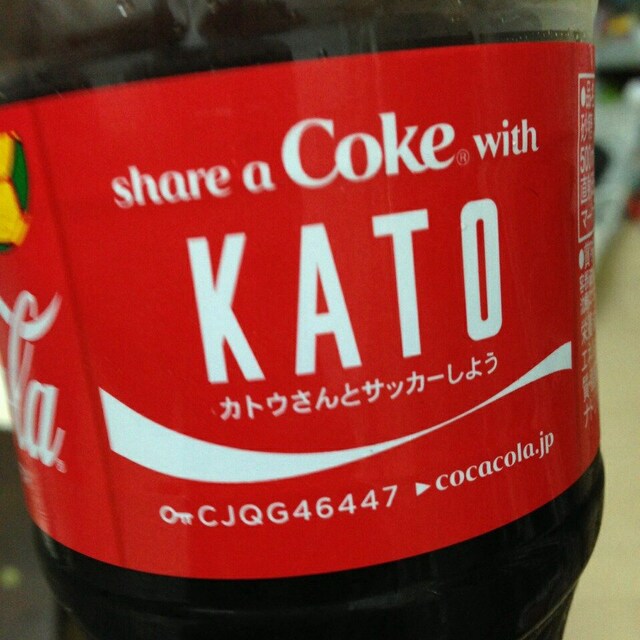 share a Coke® with
KATO
カトウさんとサッカーしよう
CJQG46447 ▶cocacola.jp
la